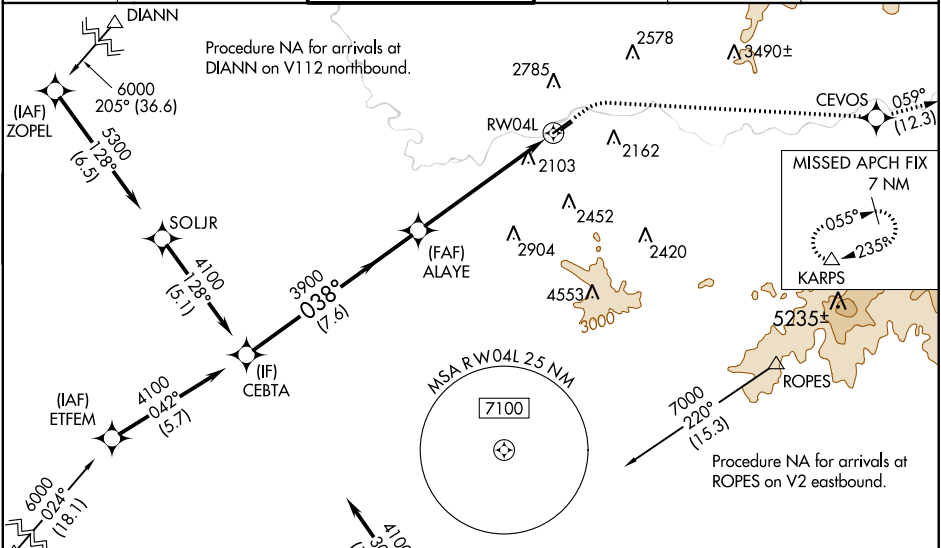 DIANN
Procedure NA for arrivals at
DIANN on V112 northbound.
2578
3490±
2785
6000
205° (36.6)
(IAF)
ZOPEL
CEVOS
059°
(12.3)
RW04L
5300
128°
(6.5)
2103
2162
MISSED APCH FIX
7 NM
055°
235°
KARPS
SOLJR
2452
2904
2420
(FAF)
ALAYE
4100
128°
(5.1)
3900
038°
(7.6)
4553
3000
5235±
(IF)
CEBTA
MSA RW04L 25 NM
7100
ROPES
(IAF)
ETFEM
4100
042°
(5.7)
7000
220°
(15.3)
Procedure NA for arrivals at
ROPES on V2 eastbound.
6000
024°
(18.1)
4100